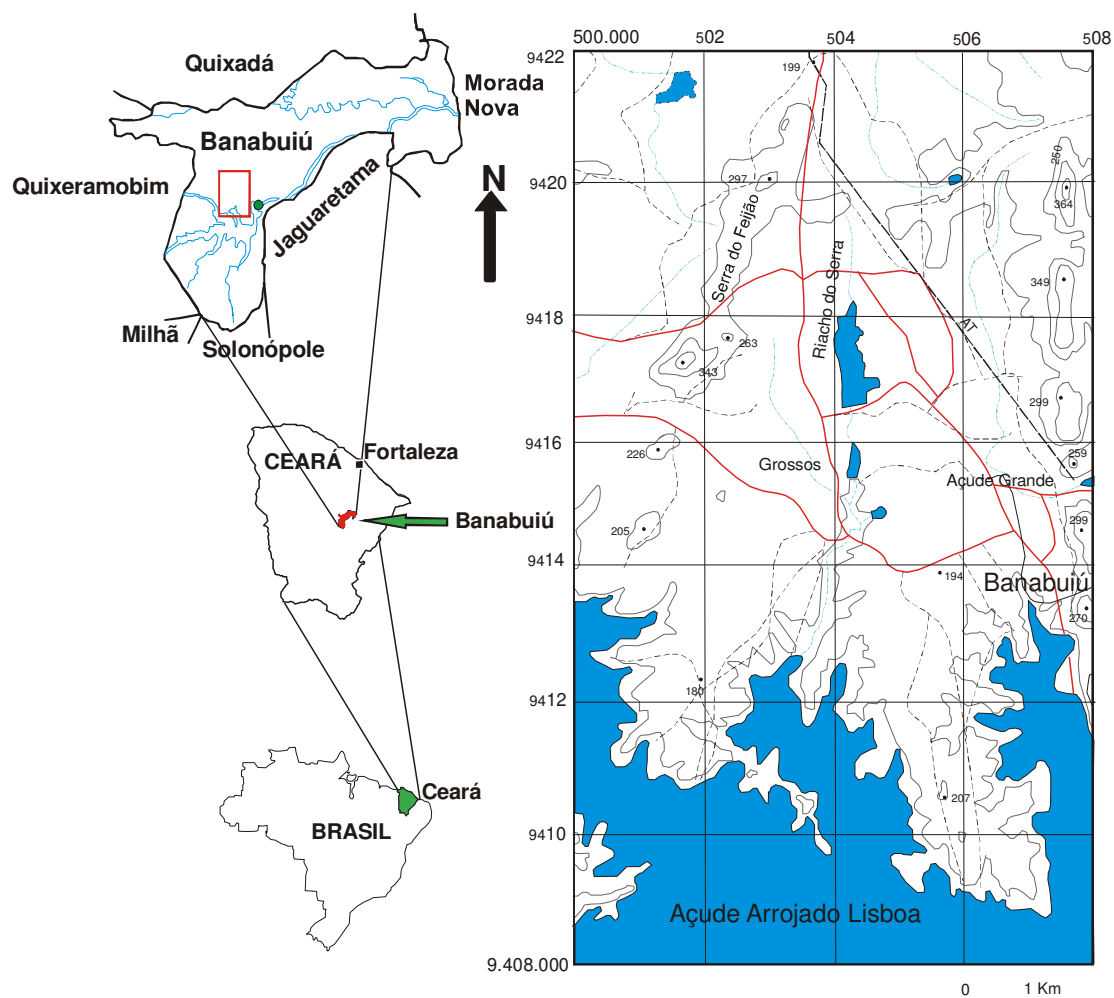 Quixadá
Morada
Nova
Banabuiú
Quixeramobim
Jaguaretama
N
Milhã
Solonópole
CEARÁ
Fortaleza
Banabuiú
Ceará
BRASIL
500.000
502
504
506
508
9422
9420
9418
9416
9414
9412
9410
9.408.000
199
297
250
364
349
Serra do Feijão
Riacho do Serra
AT
263
343
299
226
Grossos
259
Açude Grande
205
299
194
Banabuiú
270
180
207
Açude Arrojado Lisboa
0
1 Km